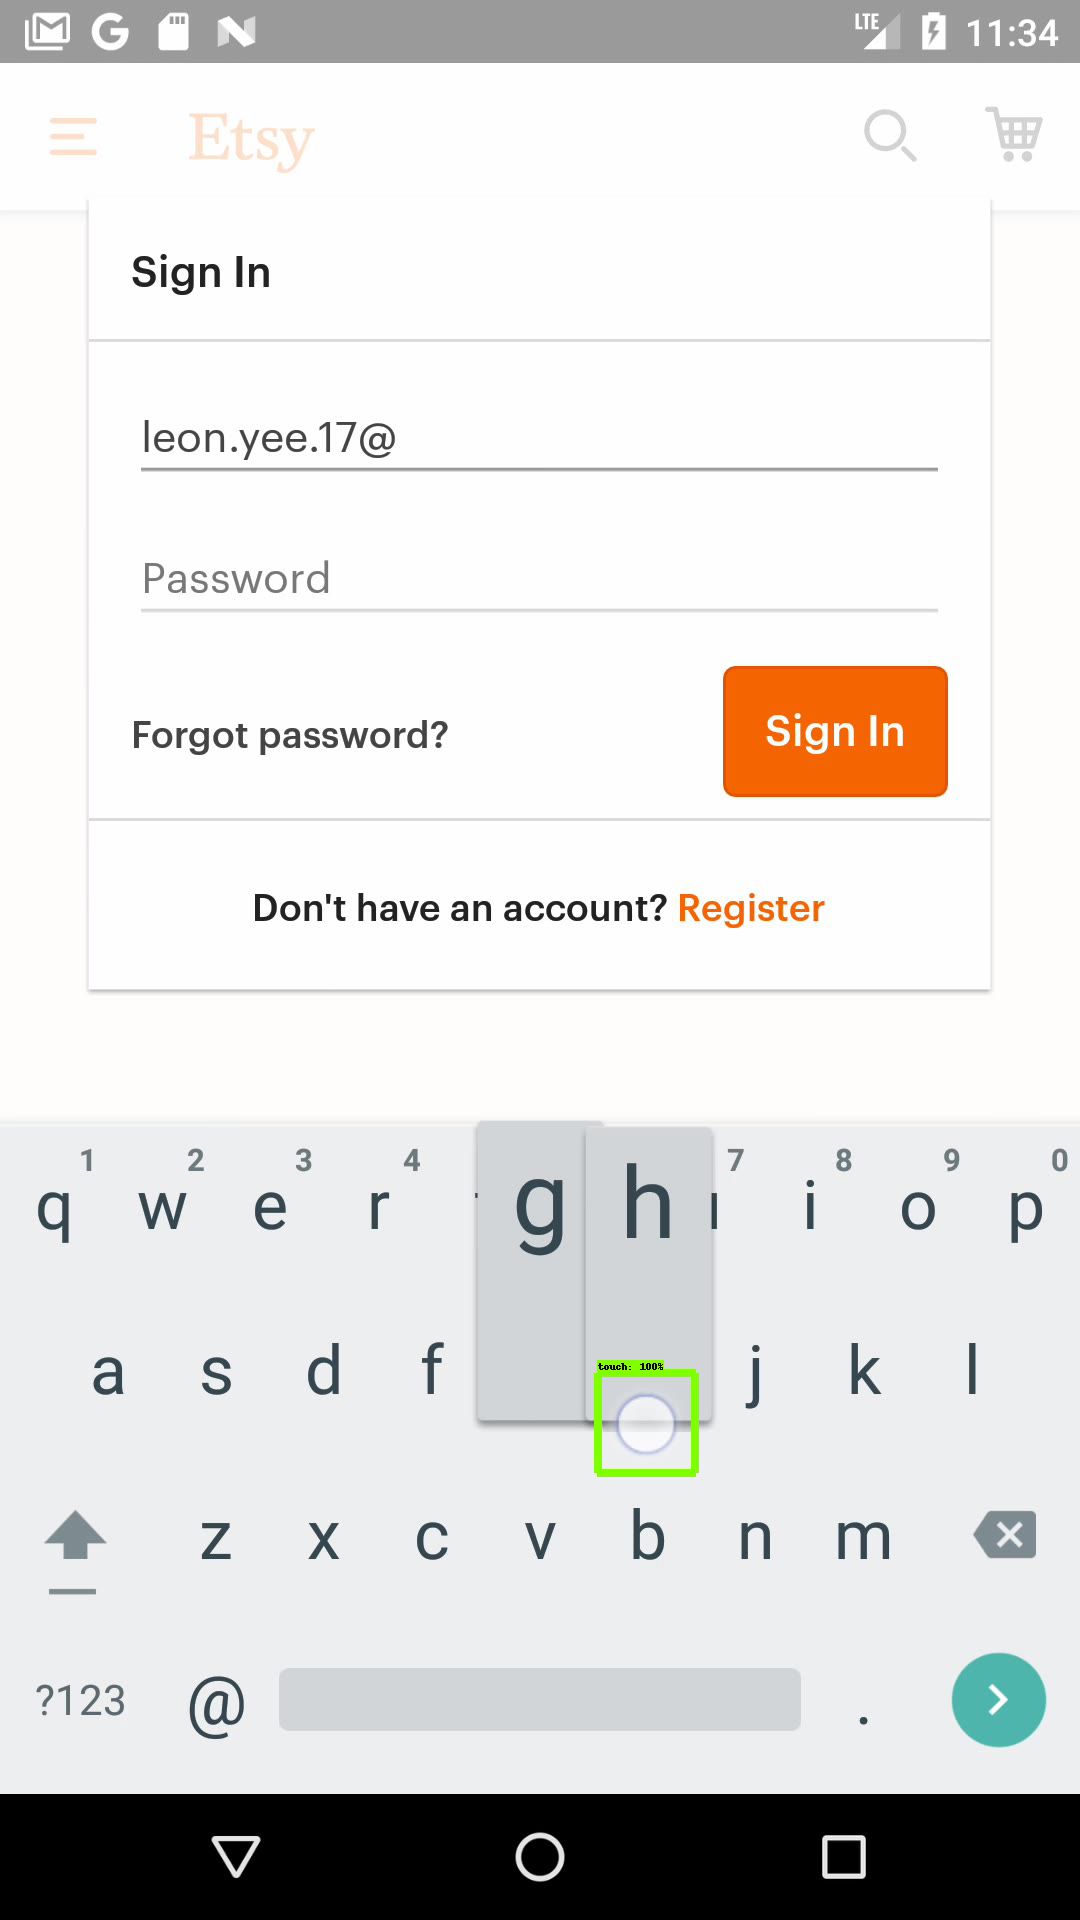 LTE 11:34
Etsy
Sign In
leon.yee.17@
Password
Forgot password? Sign In
Don't have an account? Register
1 2 3 4 7 8 9 0
q w e r i o p
g h
a s d f j k l
touch: 100%
z x c v b n m
?123 @ .